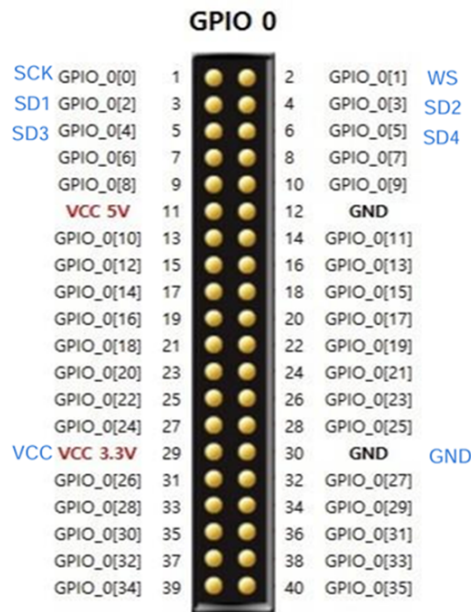 GPIO 0
SCK GPIO_0[0] 1 2 GPIO_0[1] WS
SD1 GPIO_0[2] 3 4 GPIO_0[3] SD2
SD3 GPIO_0[4] 5 6 GPIO_0[5] SD4
GPIO_0[6] 7 8 GPIO_0[7]
GPIO_0[8] 9 10 GPIO_0[9]
VCC 5V 11 12 GND
GPIO_0[10] 13 14 GPIO_0[11]
GPIO_0[12] 15 16 GPIO_0[13]
GPIO_0[14] 17 18 GPIO_0[15]
GPIO_0[16] 19 20 GPIO_0[17]
GPIO_0[18] 21 22 GPIO_0[19]
GPIO_0[20] 23 24 GPIO_0[21]
GPIO_0[22] 25 26 GPIO_0[23]
GPIO_0[24] 27 28 GPIO_0[25]
VCC VCC 3.3V 29 30 GND GND
GPIO_0[26] 31 32 GPIO_0[27]
GPIO_0[28] 33 34 GPIO_0[29]
GPIO_0[30] 35 36 GPIO_0[31]
GPIO_0[32] 37 38 GPIO_0[33]
GPIO_0[34] 39 40 GPIO_0[35]